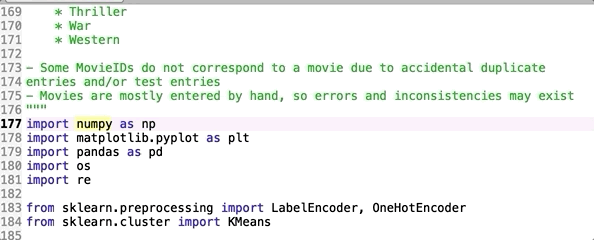 169 * Thriller
170 * War
171 * Western
172
173 - Some MovieIDs do not correspond to a movie due to accidental duplicate
174 entries and/or test entries
175 - Movies are mostly entered by hand, so errors and inconsistencies may exist
176 """
177 import numpy as np
178 import matplotlib.pyplot as plt
179 import pandas as pd
180 import os
181 import re
182
183 from sklearn.preprocessing import LabelEncoder, OneHotEncoder
184 from sklearn.cluster import KMeans
185